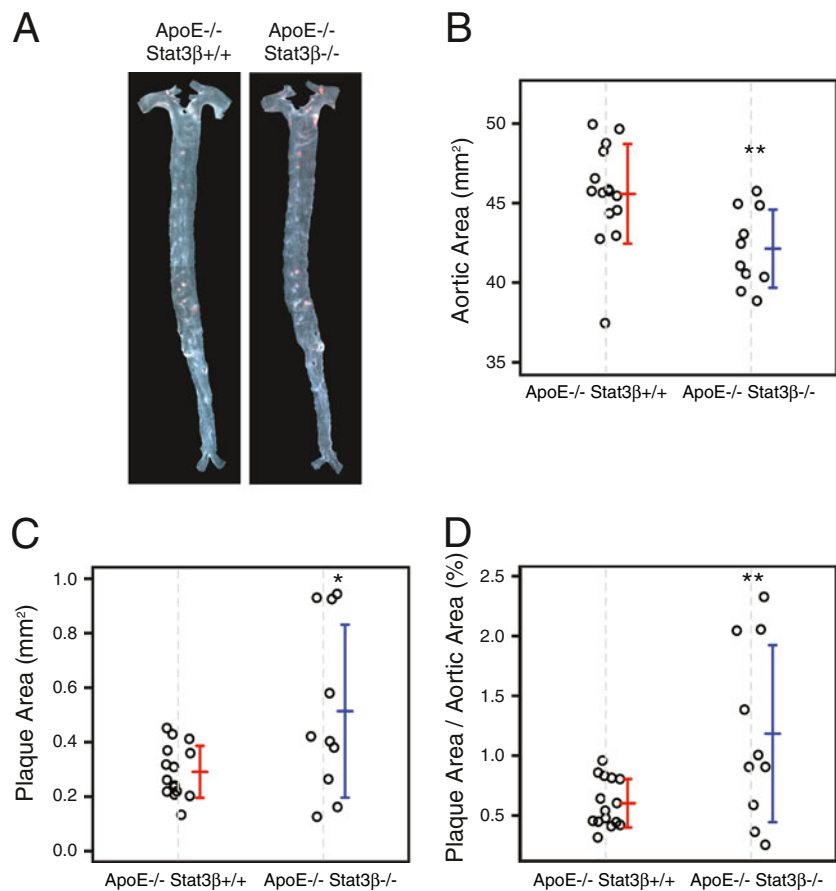 A
ApoE-/-
Stat3β+/+
ApoE-/-
Stat3β-/-
B
Aortic Area (mm²)
50
45
40
35
**
ApoE-/- Stat3β+/+
ApoE-/- Stat3β-/-
C
Plaque Area (mm²)
1.0
0.8
0.6
0.4
0.2
0.0
*
ApoE-/- Stat3β+/+
ApoE-/- Stat3β-/-
D
Plaque Area / Aortic Area (%)
2.5
2.0
1.5
1.0
0.5
**
ApoE-/- Stat3β+/+
ApoE-/- Stat3β-/-